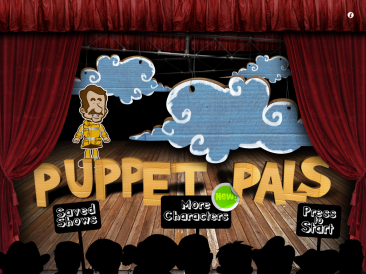 i
PUPPET PALS
New
Saved
Shows
More
Characters
Press
to
Start